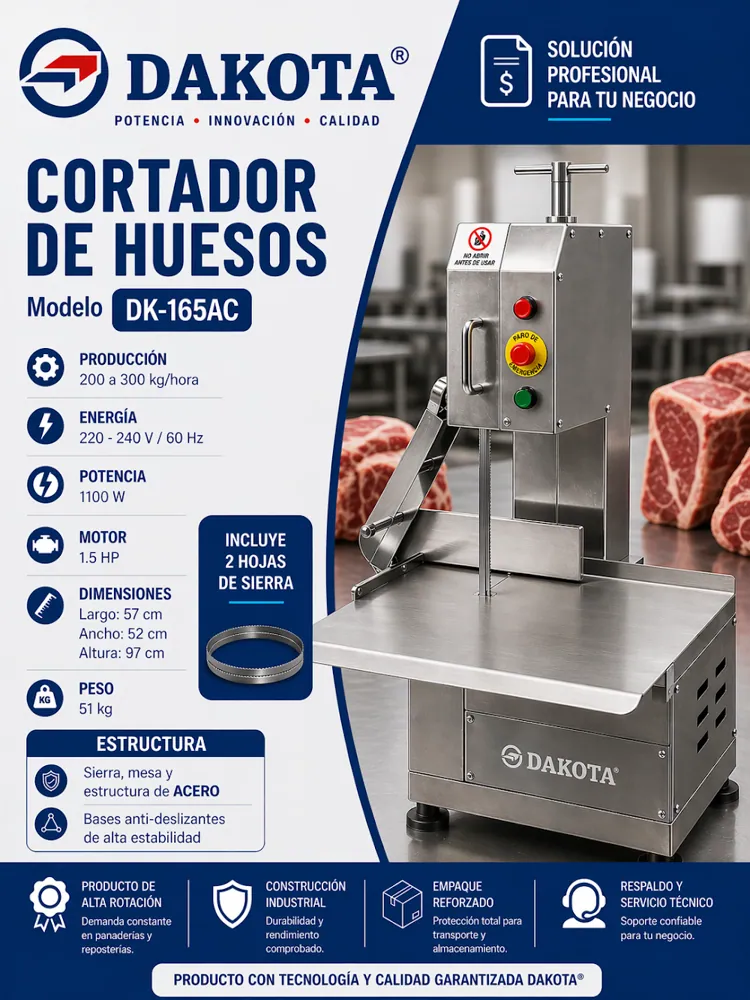 DAKOTA®
POTENCIA • INNOVACIÓN • CALIDAD
$
SOLUCIÓN
PROFESIONAL
PARA TU NEGOCIO
CORTADOR
DE HUESOS
Modelo DK-165AC
PRODUCCIÓN
200 a 300 kg/hora
ENERGÍA
220 - 240 V / 60 Hz
POTENCIA
1100 W
MOTOR
1.5 HP
DIMENSIONES
Largo: 57 cm
Ancho: 52 cm
Altura: 97 cm
KG
PESO
51 kg
INCLUYE
2 HOJAS
DE SIERRA
ESTRUCTURA
Sierra, mesa y
estructura de ACERO
Bases anti-deslizantes
de alta estabilidad
NO ABRIR
ANTES DE USAR
PARO DE
EMERGENCIA
DAKOTA®
PRODUCTO DE
ALTA ROTACIÓN
Demanda constante
en panaderías y
reposterías.
CONSTRUCCIÓN
INDUSTRIAL
Durabilidad y
rendimiento
comprobado.
EMPAQUE
REFORZADO
Protección total para
transporte y
almacenamiento.
RESPALDO Y
SERVICIO TÉCNICO
Soporte confiable
para tu negocio.
PRODUCTO CON TECNOLOGÍA Y CALIDAD GARANTIZADA DAKOTA®